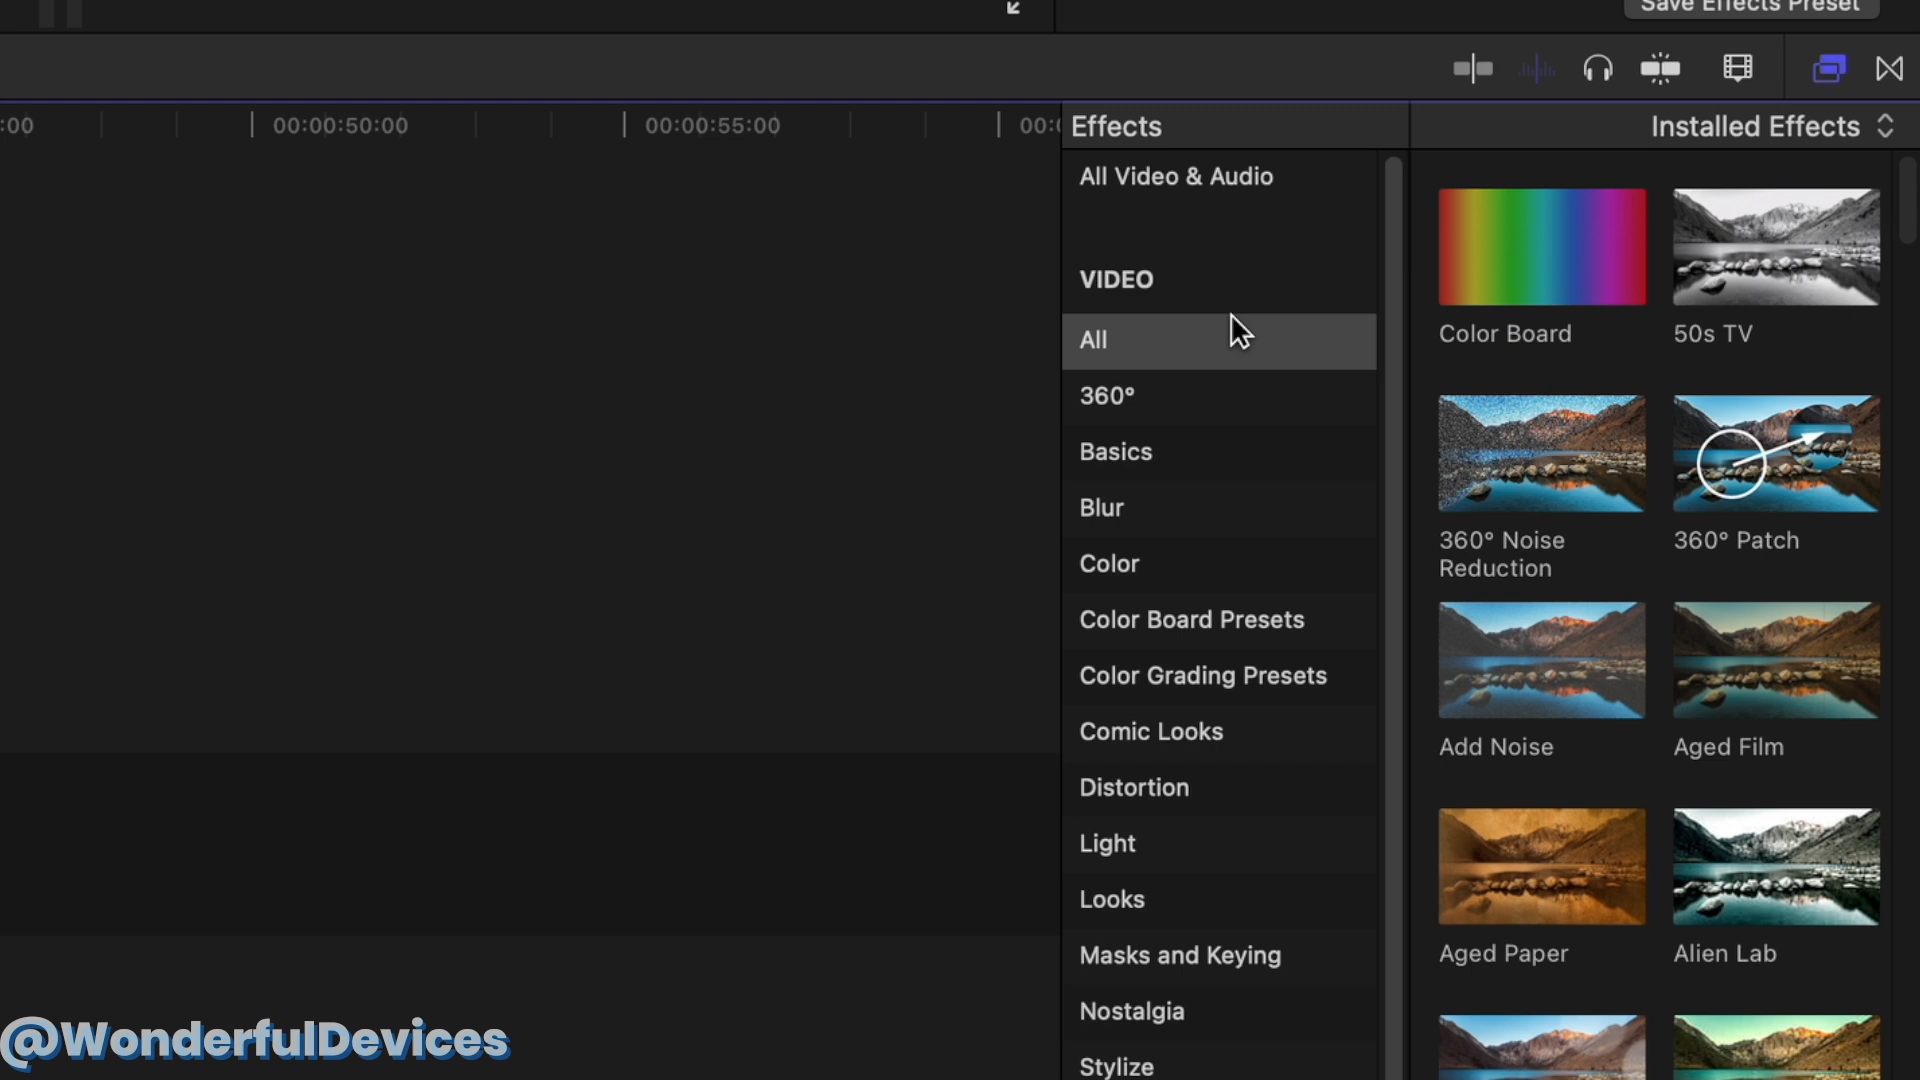 Save Effects Preset
:00
00:00:50:00
00:00:55:00
00:0
Effects
Installed Effects
All Video & Audio
VIDEO
All
360°
Basics
Blur
Color
Color Board Presets
Color Grading Presets
Comic Looks
Distortion
Light
Looks
Masks and Keying
Nostalgia
Stylize
Color Board
50s TV
360° Noise
Reduction
360° Patch
Add Noise
Aged Film
Aged Paper
Alien Lab
@WonderfulDevices